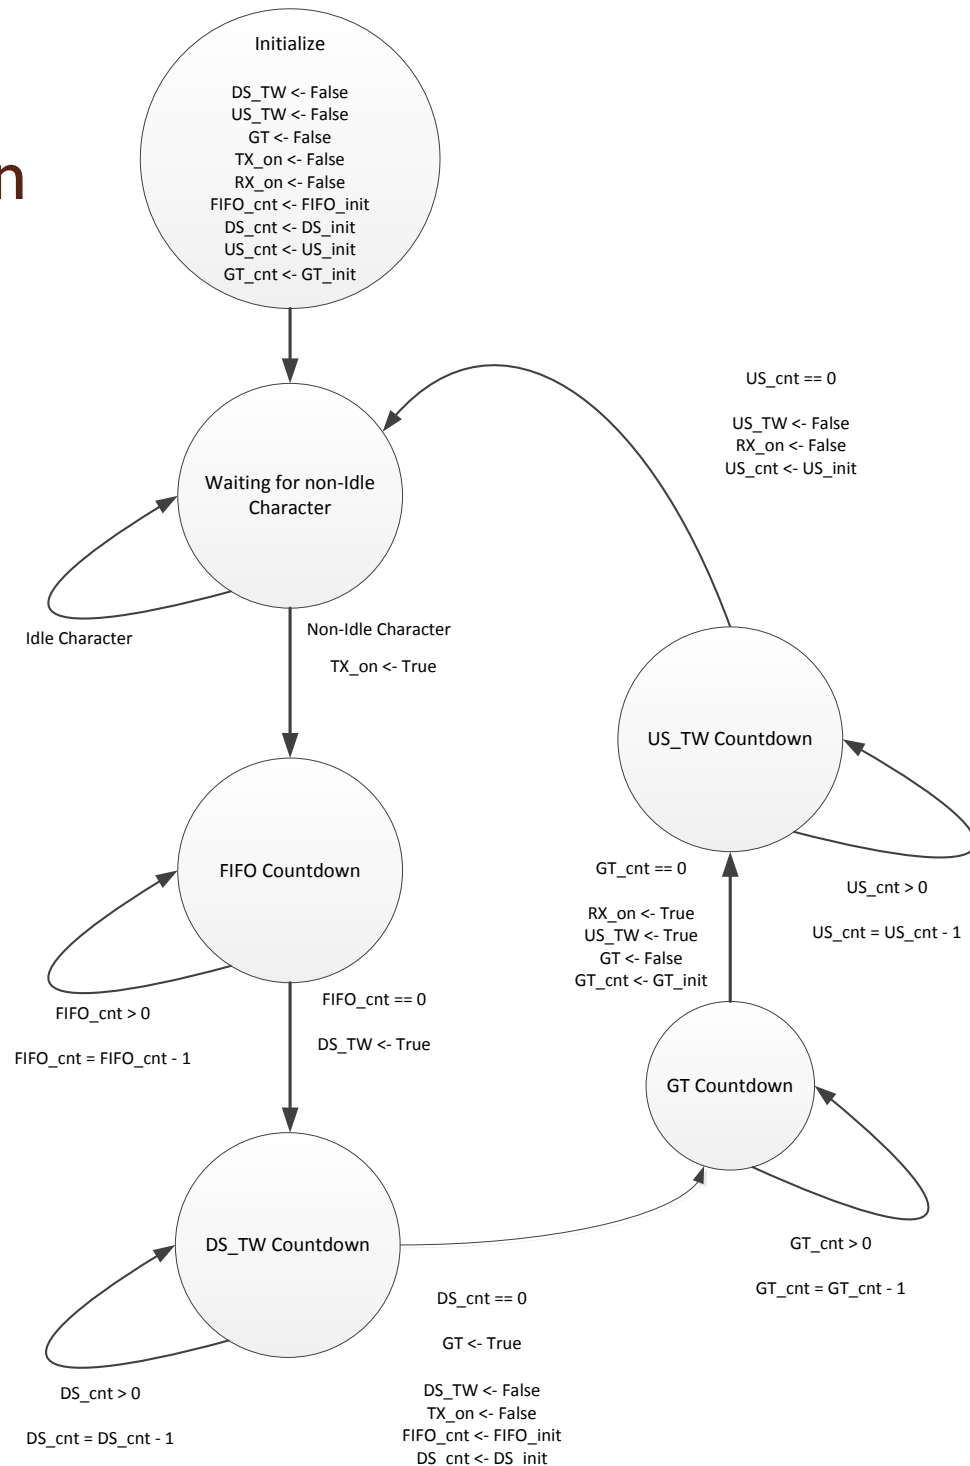 Initialize
DS_TW <- False
US_TW <- False
GT <- False
TX_on <- False
RX_on <- False
FIFO_cnt <- FIFO_init
DS_cnt <- DS_init
US_cnt <- US_init
GT_cnt <- GT_init
n
US_cnt == 0
US_TW <- False
RX_on <- False
US_cnt <- US_init
Waiting for non-Idle
Character
Idle Character
Non-Idle Character
TX_on <- True
US_TW Countdown
FIFO Countdown
GT_cnt == 0
RX_on <- True
US_TW <- True
GT <- False
GT_cnt <- GT_init
US_cnt > 0
US_cnt = US_cnt - 1
FIFO_cnt > 0
FIFO_cnt = FIFO_cnt - 1
FIFO_cnt == 0
DS_TW <- True
GT Countdown
DS_TW Countdown
GT_cnt > 0
GT_cnt = GT_cnt - 1
DS_cnt == 0
GT <- True
DS_TW <- False
TX_on <- False
FIFO_cnt <- FIFO_init
DS_cnt <- DS_init
DS_cnt > 0
DS_cnt = DS_cnt - 1